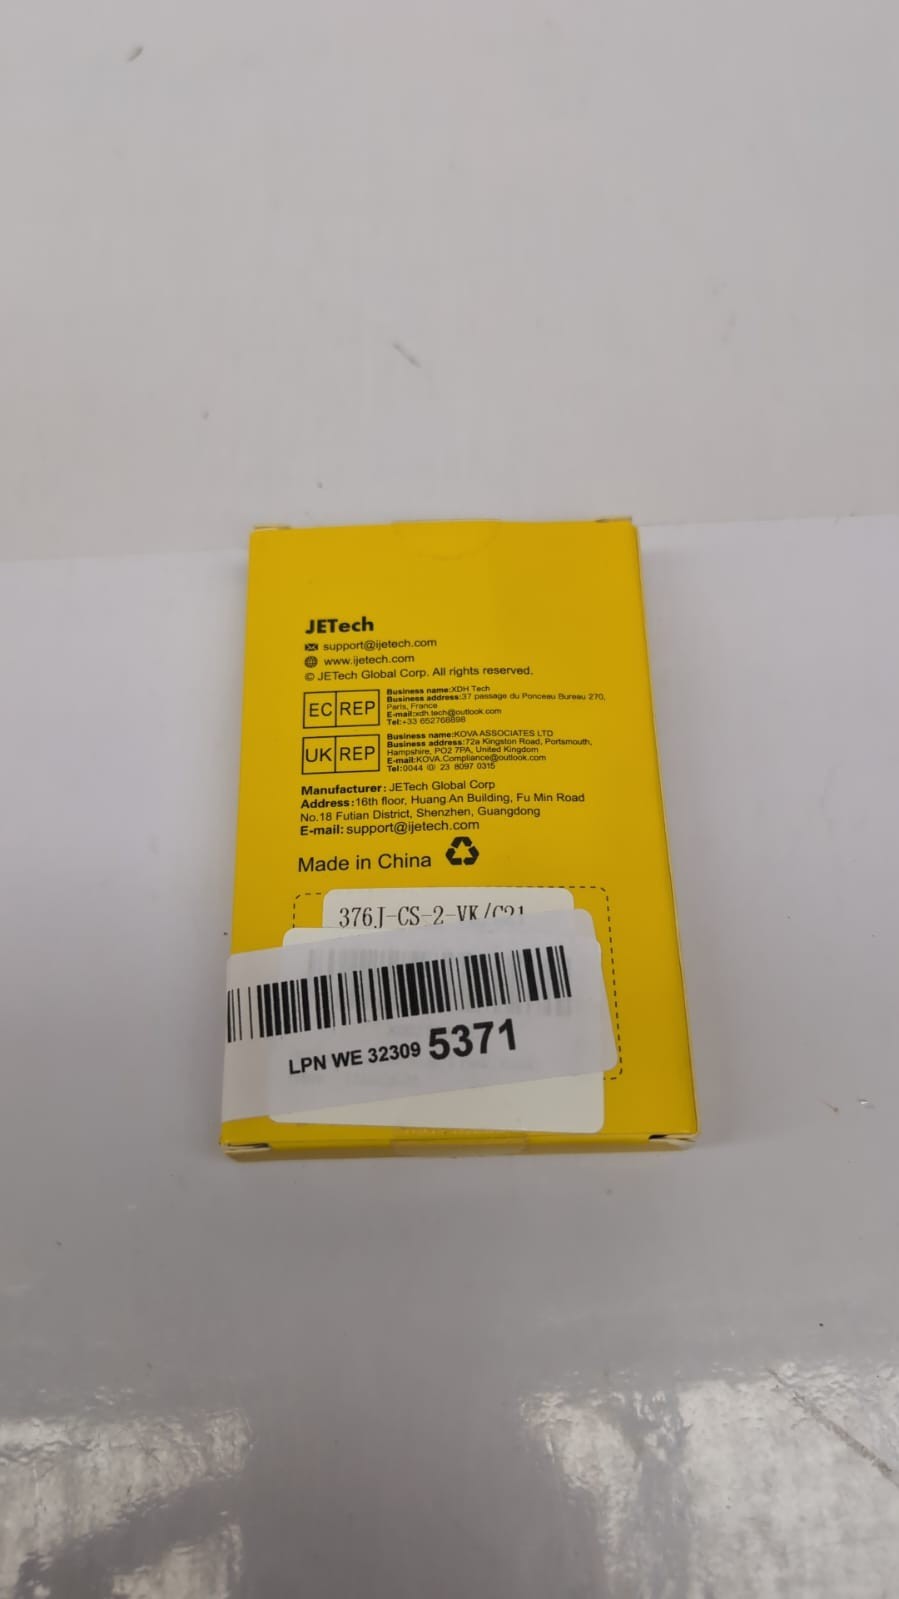 JETech
support@ijetech.com
www.ijetech.com
© JETech Global Corp. All rights reserved.
EC REP
Business name:XDH Tech
Business address:37 passage du Ponceau Bureau 270,
Paris, France
E-mail:xdh.tech@outlook.com
Tel:+33 652768898
UK REP
Business name:KOVA ASSOCIATES LTD
Business address:72a Kingston Road, Portsmouth,
Hampshire, PO2 7PA, United Kingdom
E-mail:KOVA.Compliance@outlook.com
Tel:0044 (0) 23 8097 0315
Manufacturer: JETech Global Corp
Address:16th floor, Huang An Building, Fu Min Road
No.18 Futian District, Shenzhen, Guangdong
E-mail: support@ijetech.com
Made in China
376J-CS-2-VK/C21
LPN WE 32309 5371